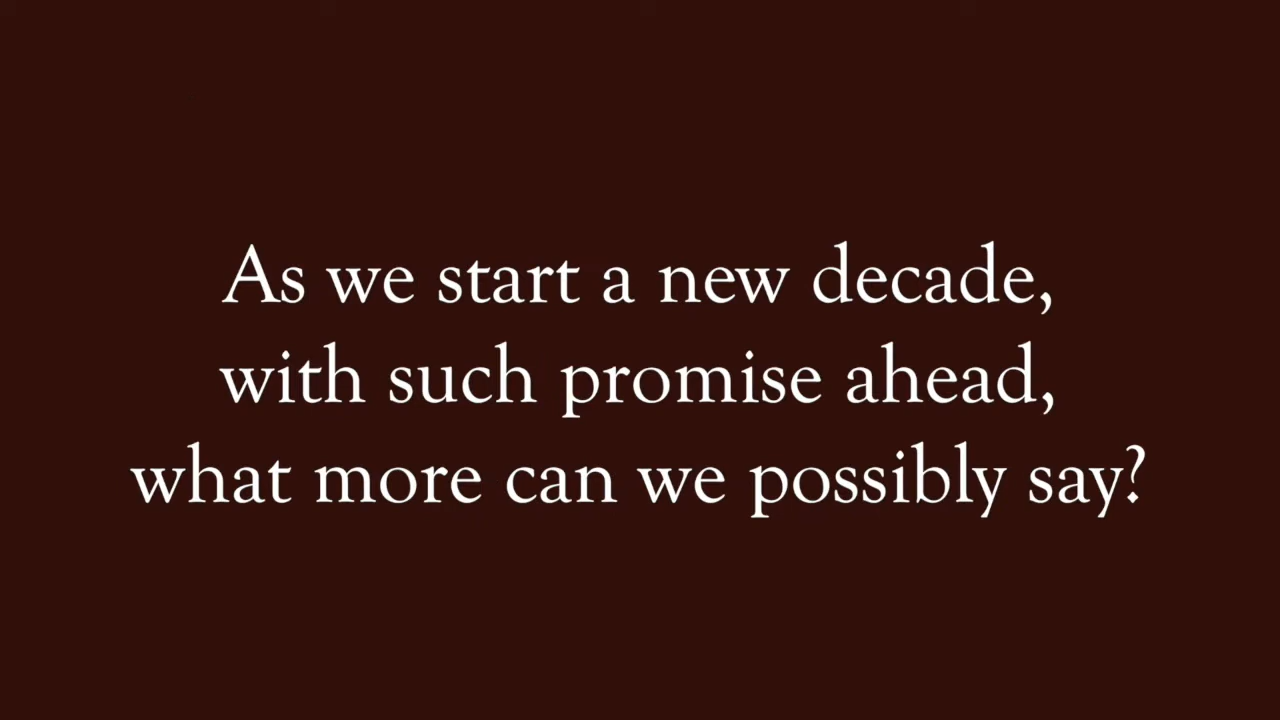 As we start a new decade,
with such promise ahead,
what more can we possibly say?